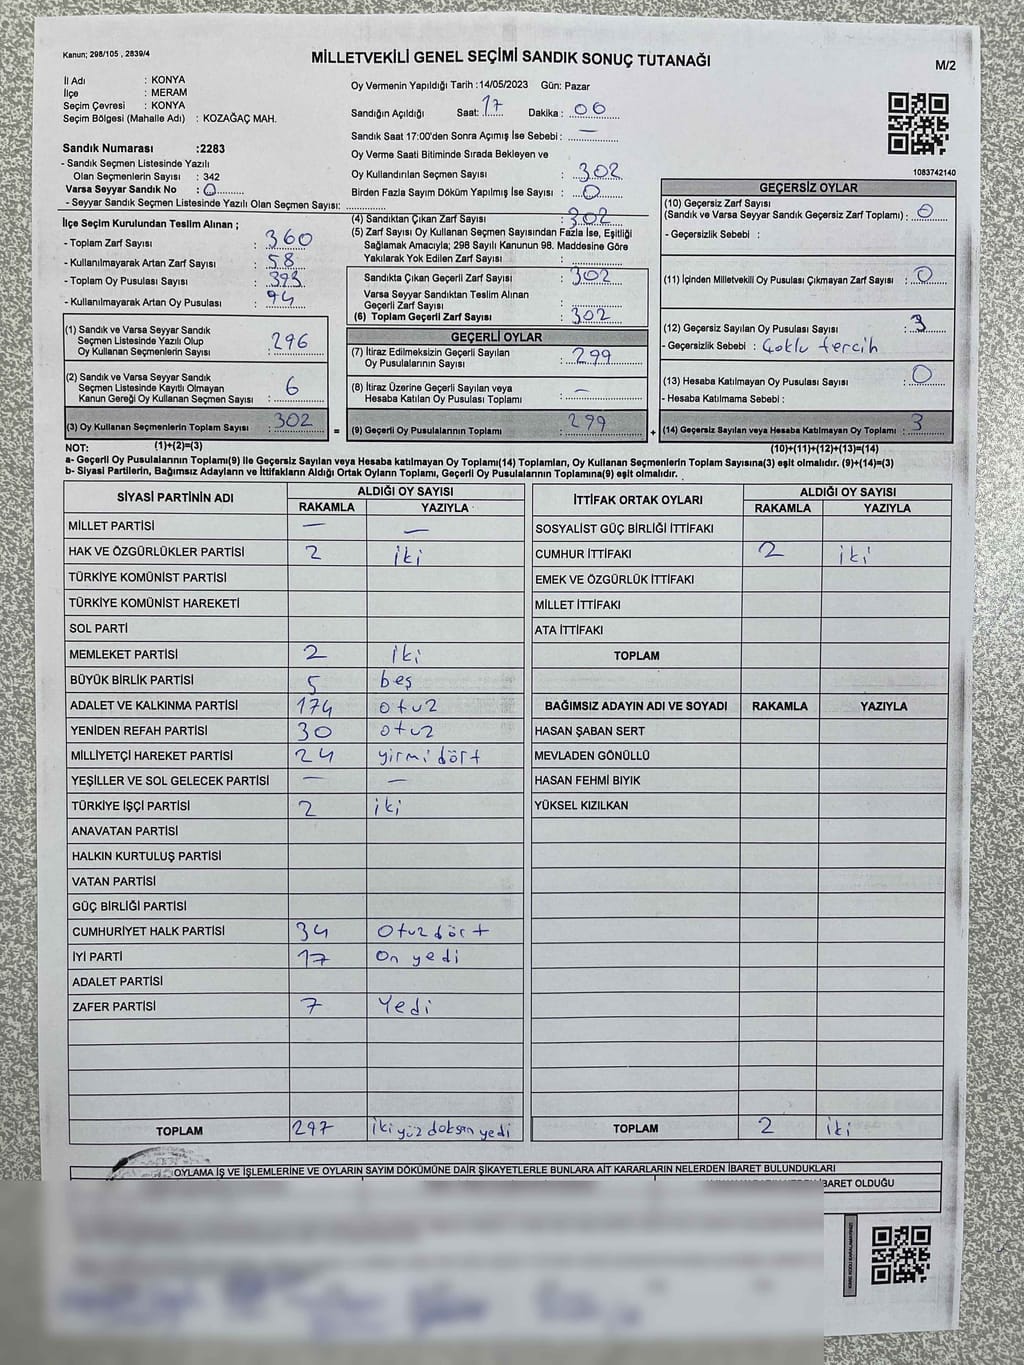 Kanun; 298/105 , 2839/4
MİLLETVEKİLİ GENEL SEÇİMİ SANDIK SONUÇ TUTANAĞI
M/2
İl Adı : KONYA
İlçe : MERAM
Seçim Çevresi : KONYA
Seçim Bölgesi (Mahalle Adı) : KOZAĞAÇ MAH.
Sandık Numarası :2283
- Sandık Seçmen Listesinde Yazılı
Olan Seçmenlerin Sayısı : 342
Varsa Seyyar Sandık No : 0
- Seyyar Sandık Seçmen Listesinde Yazılı Olan Seçmen Sayısı:
Oy Vermenin Yapıldığı Tarih :14/05/2023 Gün: Pazar
Sandığın Açıldığı Saat: 17 Dakika : 06
Sandık Saat 17:00'den Sonra Açımış İse Sebebi : —
Oy Verme Saati Bitiminde Sırada Bekleyen ve
Oy Kullandırılan Seçmen Sayısı : 302
Birden Fazla Sayım Döküm Yapılmış İse Sayısı : 0
1083742140
İlçe Seçim Kurulundan Teslim Alınan ;
- Toplam Zarf Sayısı : 360
- Kullanılmayarak Artan Zarf Sayısı : 58
- Toplam Oy Pusulası Sayısı : 393
- Kullanılmayarak Artan Oy Pusulası : 94
(1) Sandık ve Varsa Seyyar Sandık
Seçmen Listesinde Yazılı Olup
Oy Kullanan Seçmenlerin Sayısı : 296
(2) Sandık ve Varsa Seyyar Sandık
Seçmen Listesinde Kayıtlı Olmayan
Kanun Gereği Oy Kullanan Seçmen Sayısı : 6
(3) Oy Kullanan Seçmenlerin Toplam Sayısı : 302
=
(4) Sandıktan Çıkan Zarf Sayısı : 302
(5) Zarf Sayısı Oy Kullanan Seçmen Sayısından Fazla İse, Eşitliği
Sağlamak Amacıyla; 298 Sayılı Kanunun 98. Maddesine Göre
Yakılarak Yok Edilen Zarf Sayısı :
Sandıkta Çıkan Geçerli Zarf Sayısı : 302
Varsa Seyyar Sandıktan Teslim Alınan
Geçerli Zarf Sayısı :
(6) Toplam Geçerli Zarf Sayısı : 302
GEÇERLİ OYLAR
(7) İtiraz Edilmeksizin Geçerli Sayılan
Oy Pusulalarının Sayısı : 299
(8) İtiraz Üzerine Geçerli Sayılan veya
Hesaba Katılan Oy Pusulası Toplamı : —
(9) Geçerli Oy Pusulalarının Toplamı : 299
+
GEÇERSİZ OYLAR
(10) Geçersiz Zarf Sayısı
(Sandık ve Varsa Seyyar Sandık Geçersiz Zarf Toplamı) : 0
- Geçersizlik Sebebi :
(11) İçinden Milletvekili Oy Pusulası Çıkmayan Zarf Sayısı : 0
(12) Geçersiz Sayılan Oy Pusulası Sayısı : 3
- Geçersizlik Sebebi : Çoklu tercih
(13) Hesaba Katılmayan Oy Pusulası Sayısı : 0
- Hesaba Katılmama Sebebi :
(14) Geçersiz Sayılan veya Hesaba Katılmayan Oy Toplamı : 3
NOT: (1)+(2)=(3) (10)+(11)+(12)+(13)=(14)
a- Geçerli Oy Pusulalarının Toplamı(9) ile Geçersiz Sayılan veya Hesaba katılmayan Oy Toplamı(14) Toplamları, Oy Kullanan Seçmenlerin Toplam Sayısına(3) eşit olmalıdır. (9)+(14)=(3)
b- Siyasi Partilerin, Bağımsız Adayların ve İttifakların Aldığı Ortak Oyların Toplamı, Geçerli Oy Pusulalarının Toplamına(9) eşit olmalıdır.
SİYASİ PARTİNİN ADI ALDIĞI OY SAYISI
RAKAMLA YAZIYLA
MİLLET PARTİSİ — —
HAK VE ÖZGÜRLÜKLER PARTİSİ 2 iki
TÜRKİYE KOMÜNİST PARTİSİ
TÜRKİYE KOMÜNİST HAREKETİ
SOL PARTİ
MEMLEKET PARTİSİ 2 iki
BÜYÜK BİRLİK PARTİSİ 5 beş
ADALET VE KALKINMA PARTİSİ 174 otuz
YENİDEN REFAH PARTİSİ 30 otuz
MİLLİYETÇİ HAREKET PARTİSİ 24 yirmi dört
YEŞİLLER VE SOL GELECEK PARTİSİ — —
TÜRKİYE İŞÇİ PARTİSİ 2 iki
ANAVATAN PARTİSİ
HALKIN KURTULUŞ PARTİSİ
VATAN PARTİSİ
GÜÇ BİRLİĞİ PARTİSİ
CUMHURİYET HALK PARTİSİ 34 Otuz dört
İYİ PARTİ 17 On yedi
ADALET PARTİSİ
ZAFER PARTİSİ 7 Yedi
TOPLAM 297 iki yüz doksan yedi
İTTİFAK ORTAK OYLARI ALDIĞI OY SAYISI
RAKAMLA YAZIYLA
SOSYALİST GÜÇ BİRLİĞİ İTTİFAKI
CUMHUR İTTİFAKI 2 iki
EMEK VE ÖZGÜRLÜK İTTİFAKI
MİLLET İTTİFAKI
ATA İTTİFAKI
TOPLAM
BAĞIMSIZ ADAYIN ADI VE SOYADI RAKAMLA YAZIYLA
HASAN ŞABAN SERT
MEVLADEN GÖNÜLLÜ
HASAN FEHMİ BIYIK
YÜKSEL KIZILKAN
TOPLAM 2 iki
OYLAMA İŞ VE İŞLEMLERİNE VE OYLARIN SAYIM DÖKÜMÜNE DAİR ŞİKAYETLERLE BUNLARA AİT KARARLARIN NELERDEN İBARET BULUNDUKLARI
İBARET OLDUĞU